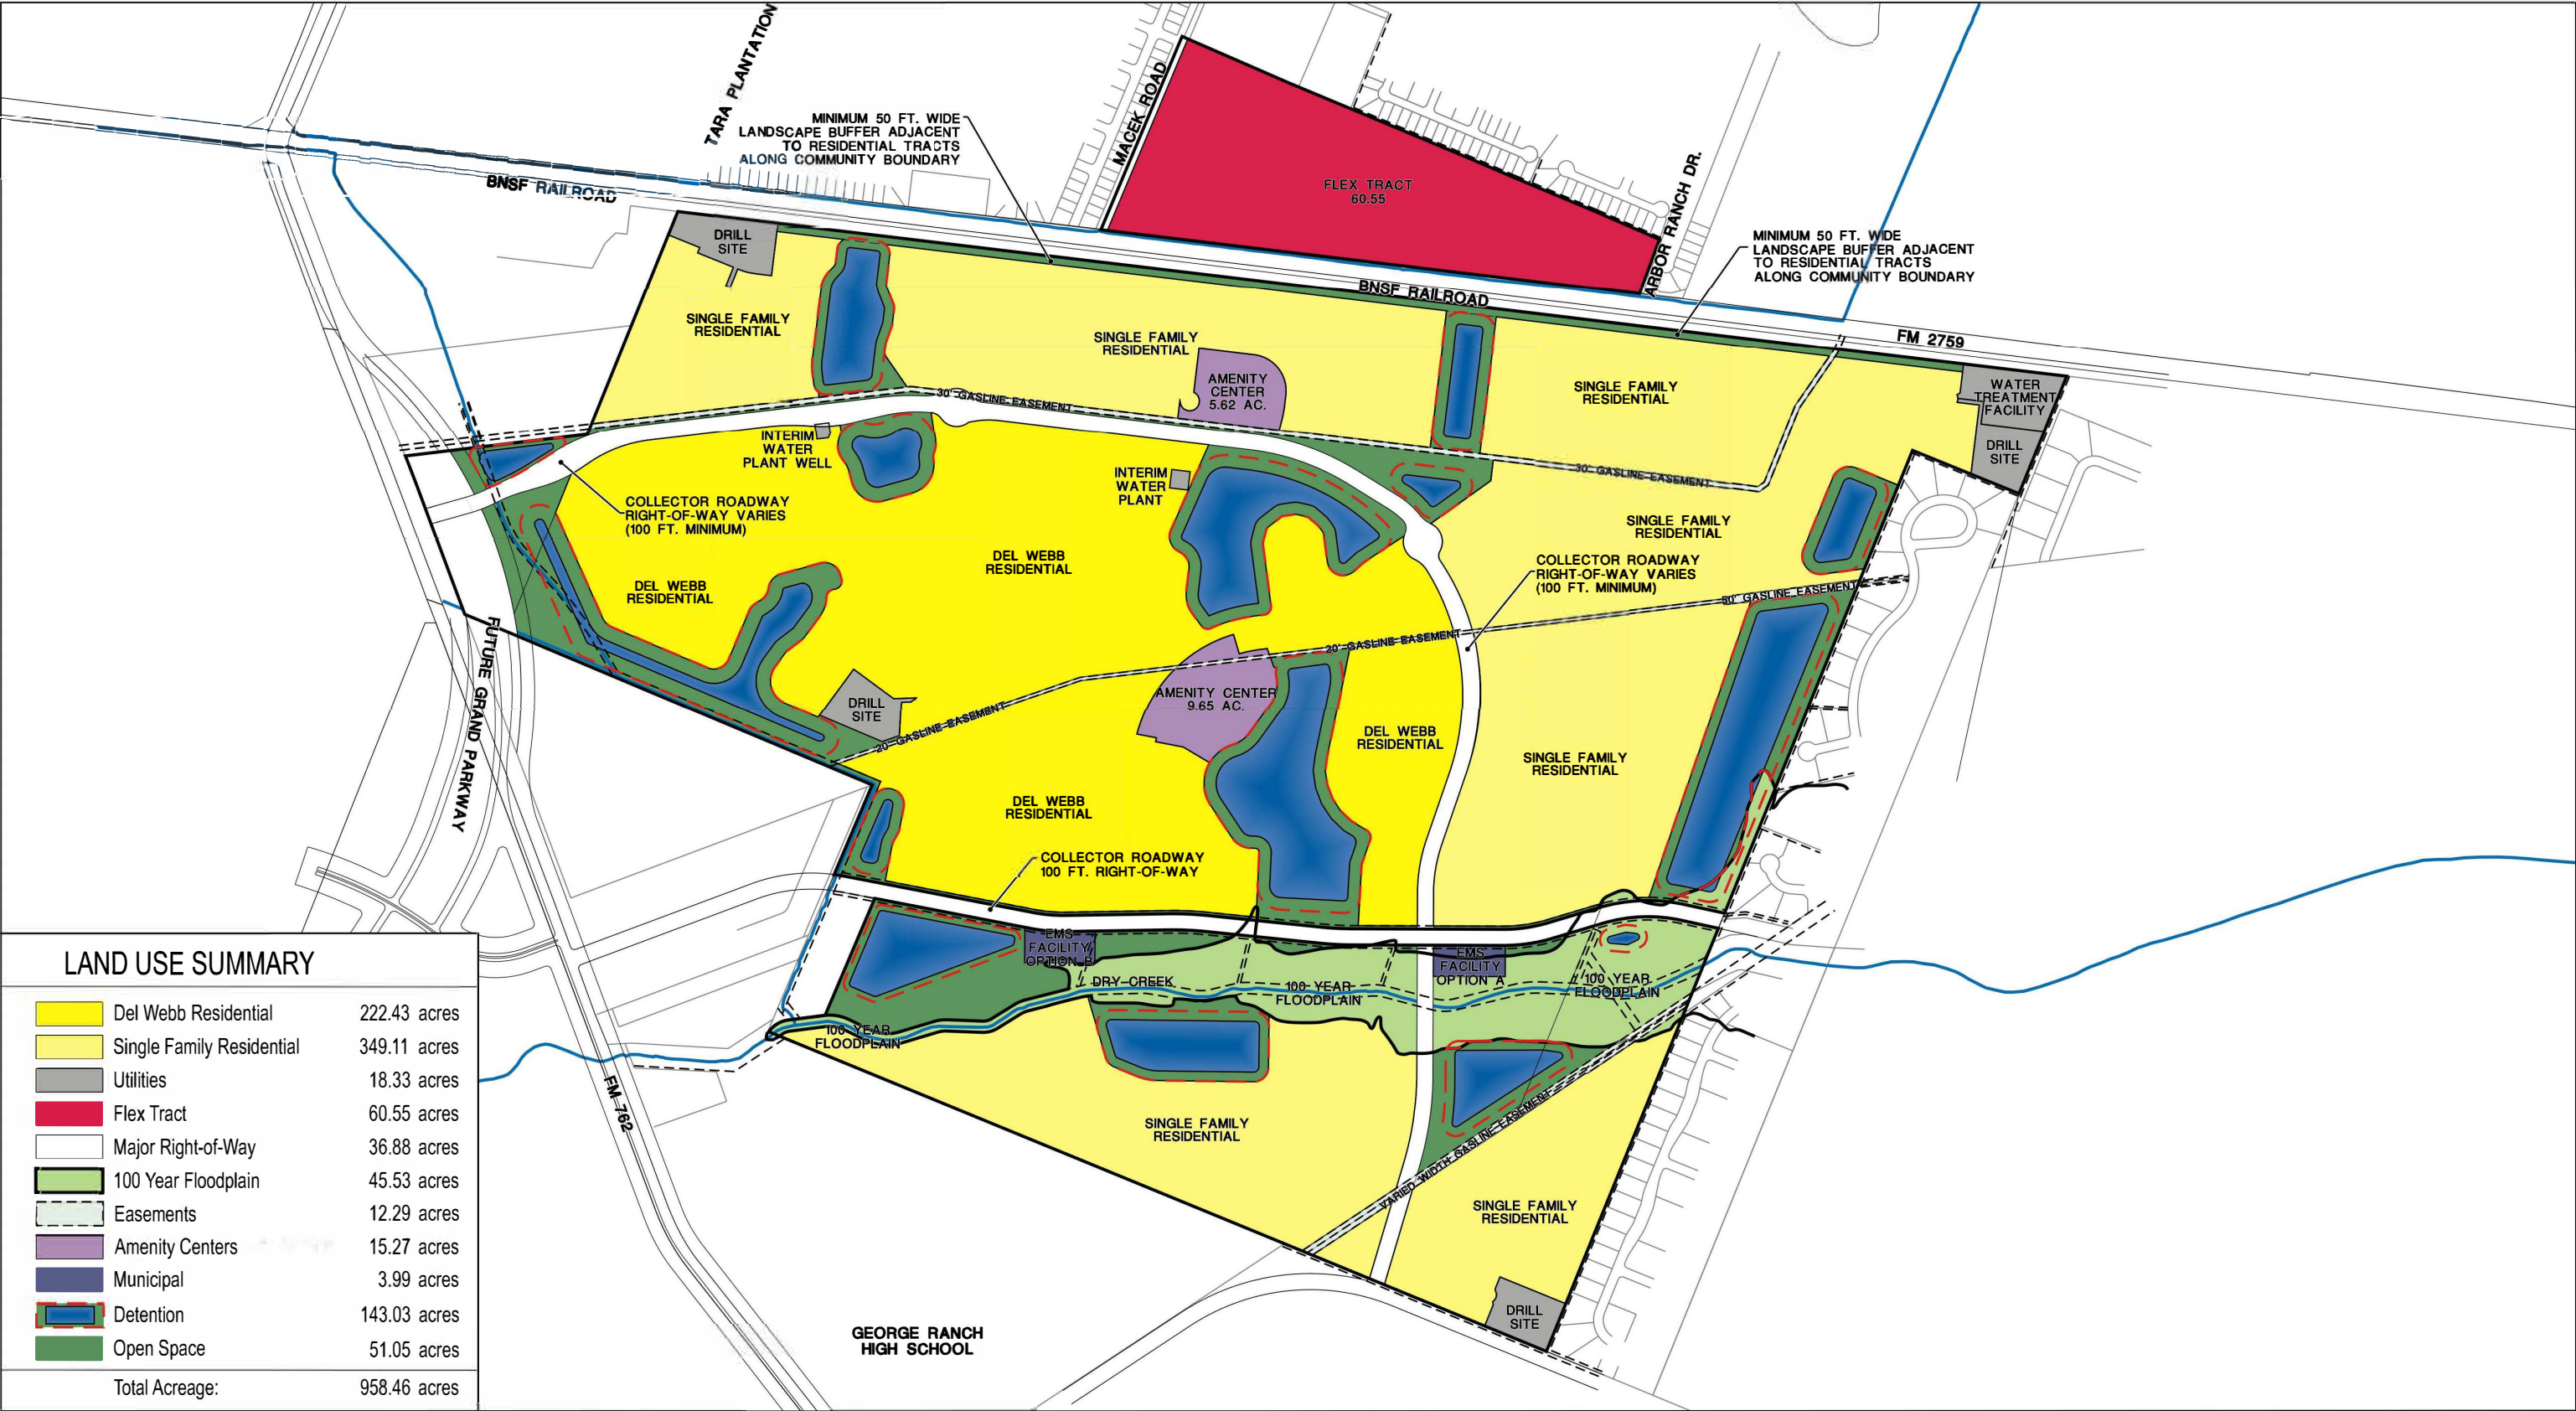 TARA PLANTATION
MACEK ROAD
MINIMUM 50 FT. WIDE
LANDSCAPE BUFFER ADJACENT
TO RESIDENTIAL TRACTS
ALONG COMMUNITY BOUNDARY
BNSF RAILROAD
FLEX TRACT
60.55
ARBOR RANCH DR.
MINIMUM 50 FT. WIDE
LANDSCAPE BUFFER ADJACENT
TO RESIDENTIAL TRACTS
ALONG COMMUNITY BOUNDARY
DRILL
SITE
BNSF RAILROAD
FM 2759
SINGLE FAMILY
RESIDENTIAL
SINGLE FAMILY
RESIDENTIAL
AMENITY
CENTER
5.62 AC.
SINGLE FAMILY
RESIDENTIAL
WATER
TREATMENT
FACILITY
DRILL
SITE
30' GASLINE EASEMENT
INTERIM
WATER
PLANT WELL
INTERIM
WATER
PLANT
30' GASLINE EASEMENT
COLLECTOR ROADWAY
RIGHT-OF-WAY VARIES
(100 FT. MINIMUM)
SINGLE FAMILY
RESIDENTIAL
DEL WEBB
RESIDENTIAL
DEL WEBB
RESIDENTIAL
COLLECTOR ROADWAY
RIGHT-OF-WAY VARIES
(100 FT. MINIMUM)
50' GASLINE EASEMENT
20' GASLINE EASEMENT
FUTURE GRAND PARKWAY
DRILL
SITE
20' GASLINE EASEMENT
AMENITY CENTER
9.65 AC.
DEL WEBB
RESIDENTIAL
SINGLE FAMILY
RESIDENTIAL
DEL WEBB
RESIDENTIAL
COLLECTOR ROADWAY
100 FT. RIGHT-OF-WAY
EMS
FACILITY
OPTION B
EMS
FACILITY
OPTION A
DRY CREEK
100 YEAR
FLOODPLAIN
100 YEAR
FLOODPLAIN
100 YEAR
FLOODPLAIN
FM 762
SINGLE FAMILY
RESIDENTIAL
VARIED WIDTH GASLINE EASEMENT
SINGLE FAMILY
RESIDENTIAL
DRILL
SITE
GEORGE RANCH
HIGH SCHOOL
LAND USE SUMMARY
Del Webb Residential 222.43 acres
Single Family Residential 349.11 acres
Utilities 18.33 acres
Flex Tract 60.55 acres
Major Right-of-Way 36.88 acres
100 Year Floodplain 45.53 acres
Easements 12.29 acres
Amenity Centers 15.27 acres
Municipal 3.99 acres
Detention 143.03 acres
Open Space 51.05 acres
Total Acreage: 958.46 acres